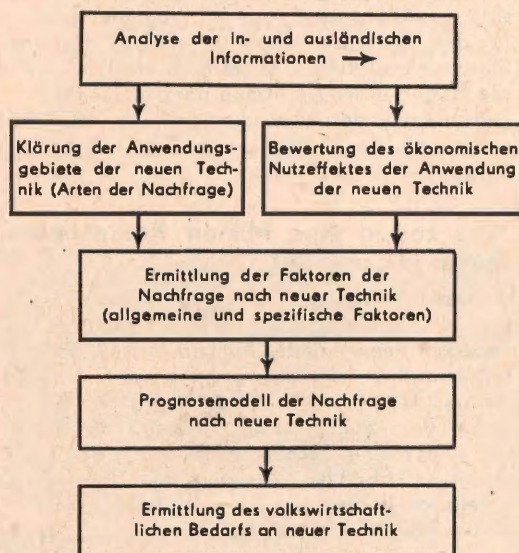 Analyse der in- und ausländischen
Informationen →
Klärung der Anwendungs-
gebiete der neuen Tech-
nik (Arten der Nachfrage)
Bewertung des ökonomischen
Nutzeffektes der Anwendung
der neuen Technik
Ermittlung der Faktoren der
Nachfrage nach neuer Technik
(allgemeine und spezifische Faktoren)
Prognosemodell der Nachfrage
nach neuer Technik
Ermittlung des volkswirtschaft-
lichen Bedarfs an neuer Technik